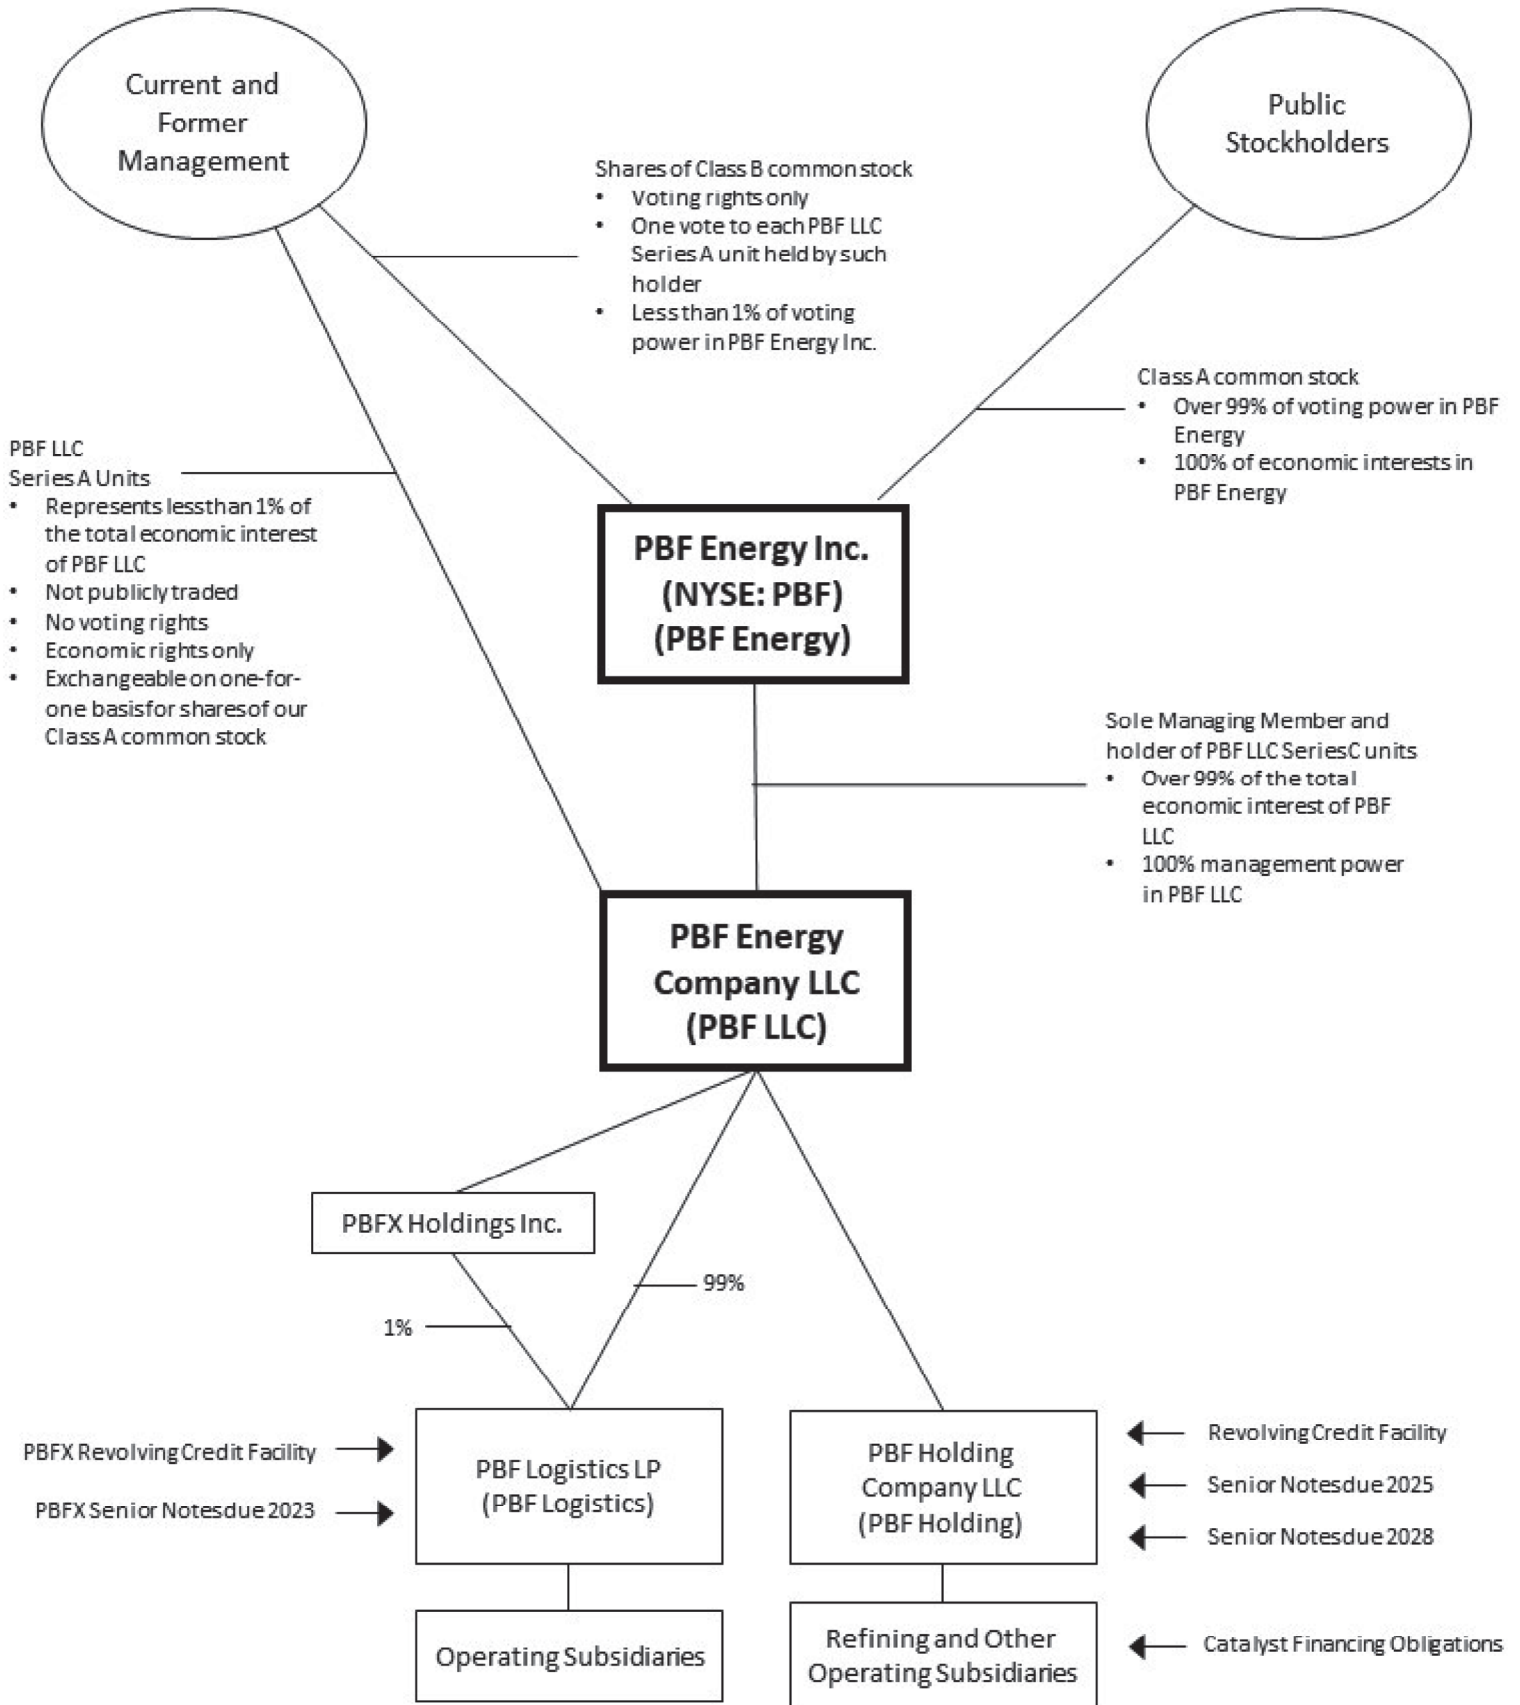 Current and
Former
Management
Public
Stockholders
Shares of Class B common stock
• Voting rights only
• One vote to each PBF LLC
Series A unit held by such
holder
• Less than 1% of voting
power in PBF Energy Inc.
Class A common stock
• Over 99% of voting power in PBF
Energy
• 100% of economic interests in
PBF Energy
PBF LLC
Series A Units
• Represents less than 1% of
the total economic interest
of PBF LLC
• Not publicly traded
• No voting rights
• Economic rights only
• Exchangeable on one-for-
one basis for shares of our
Class A common stock
PBF Energy Inc.
(NYSE: PBF)
(PBF Energy)
Sole Managing Member and
holder of PBF LLC Series C units
• Over 99% of the total
economic interest of PBF
LLC
• 100% management power
in PBF LLC
PBF Energy
Company LLC
(PBF LLC)
PBFX Holdings Inc.
99%
1%
PBFX Revolving Credit Facility
PBFX Senior Notes due 2023
PBF Logistics LP
(PBF Logistics)
PBF Holding
Company LLC
(PBF Holding)
Revolving Credit Facility
Senior Notes due 2025
Senior Notes due 2028
Operating Subsidiaries
Refining and Other
Operating Subsidiaries
Catalyst Financing Obligations